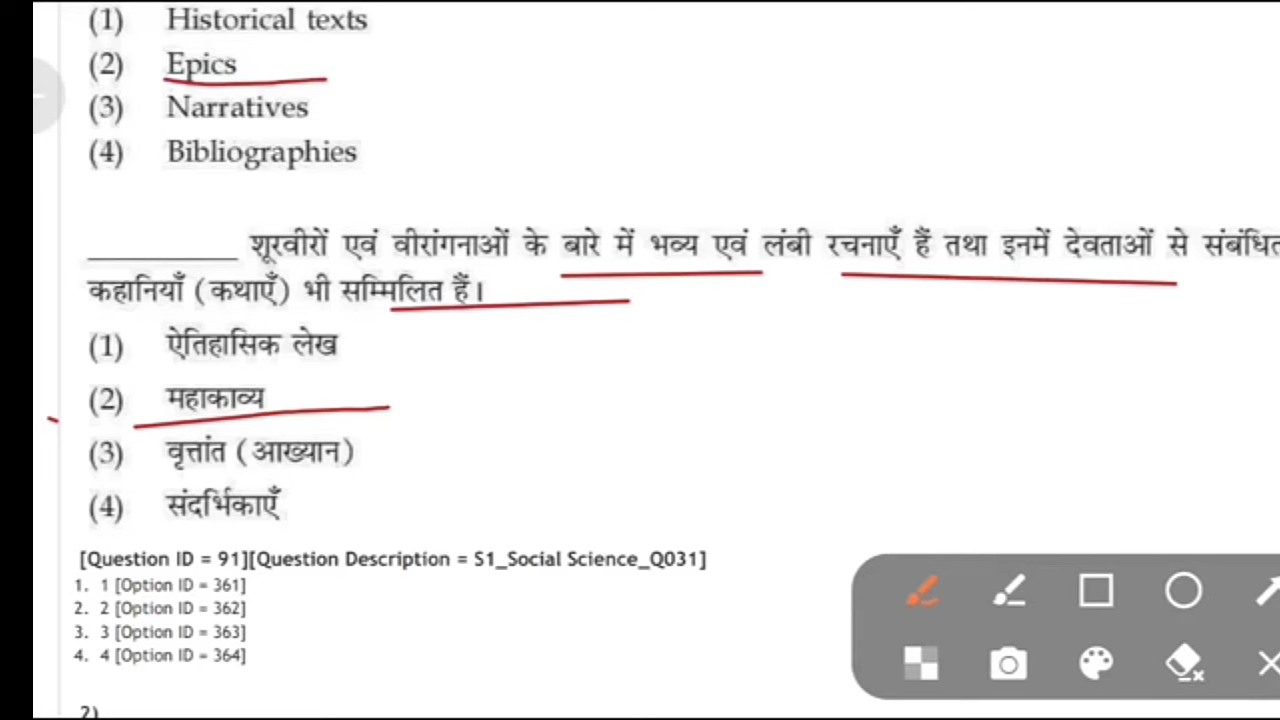 (1) Historical texts
(2) Epics
(3) Narratives
(4) Bibliographies
________ शूरवीरों एवं वीरांगनाओं के बारे में भव्य एवं लंबी रचनाएँ हैं तथा इनमें देवताओं से संबंधित
कहानियाँ (कथाएँ) भी सम्मिलित हैं।
(1) ऐतिहासिक लेख
(2) महाकाव्य
(3) वृत्तांत (आख्यान)
(4) संदर्भिकाएँ
[Question ID = 91][Question Description = S1_Social Science_Q031]
1. 1 [Option ID = 361]
2. 2 [Option ID = 362]
3. 3 [Option ID = 363]
4. 4 [Option ID = 364]
2)